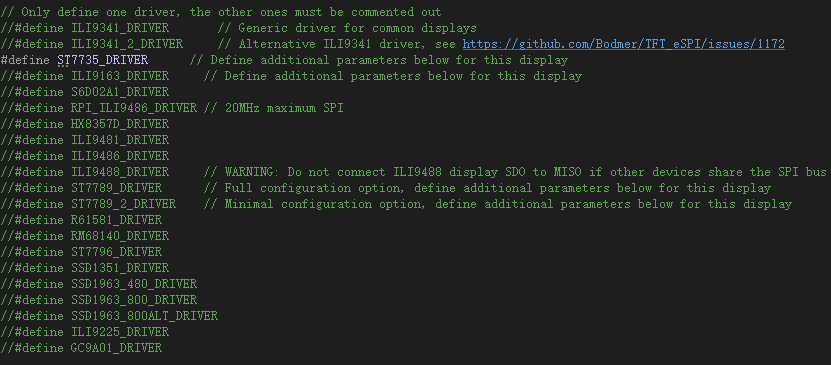 // Only define one driver, the other ones must be commented out
//#define ILI9341_DRIVER       // Generic driver for common displays
//#define ILI9341_2_DRIVER     // Alternative ILI9341 driver, see https://github.com/Bodmer/TFT_eSPI/issues/1172
#define ST7735_DRIVER      // Define additional parameters below for this display
//#define ILI9163_DRIVER     // Define additional parameters below for this display
//#define S6D02A1_DRIVER
//#define RPI_ILI9486_DRIVER // 20MHz maximum SPI
//#define HX8357D_DRIVER
//#define ILI9481_DRIVER
//#define ILI9486_DRIVER
//#define ILI9488_DRIVER     // WARNING: Do not connect ILI9488 display SDO to MISO if other devices share the SPI bus
//#define ST7789_DRIVER      // Full configuration option, define additional parameters below for this display
//#define ST7789_2_DRIVER    // Minimal configuration option, define additional parameters below for this display
//#define R61581_DRIVER
//#define RM68140_DRIVER
//#define ST7796_DRIVER
//#define SSD1351_DRIVER
//#define SSD1963_480_DRIVER
//#define SSD1963_800_DRIVER
//#define SSD1963_800ALT_DRIVER
//#define ILI9225_DRIVER
//#define GC9A01_DRIVER